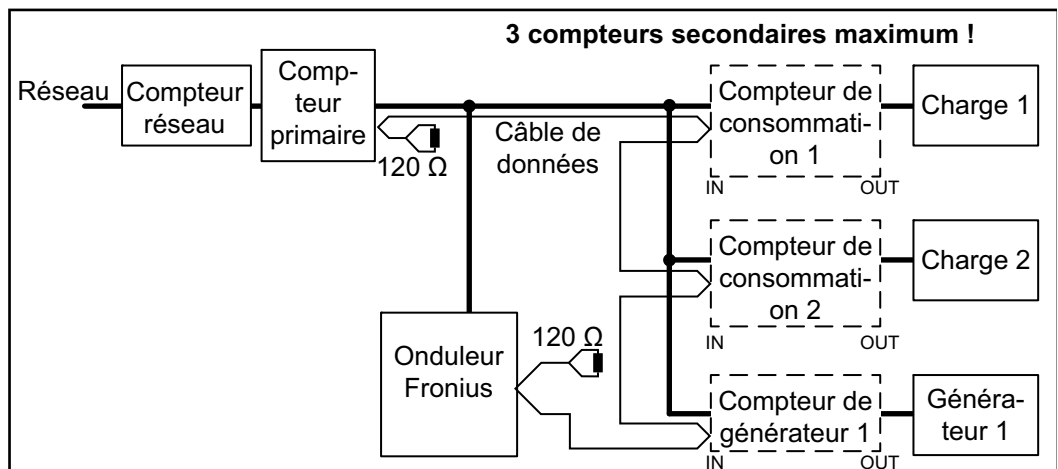 3 compteurs secondaires maximum !
Réseau
Compteur
réseau
Comp-
teur
primaire
120 Ω
Câble de
données
Compteur de
consommati-
on 1
IN
OUT
Charge 1
Compteur de
consommati-
on 2
IN
OUT
Charge 2
Onduleur
Fronius
120 Ω
Compteur de
générateur 1
IN
OUT
Généra-
teur 1